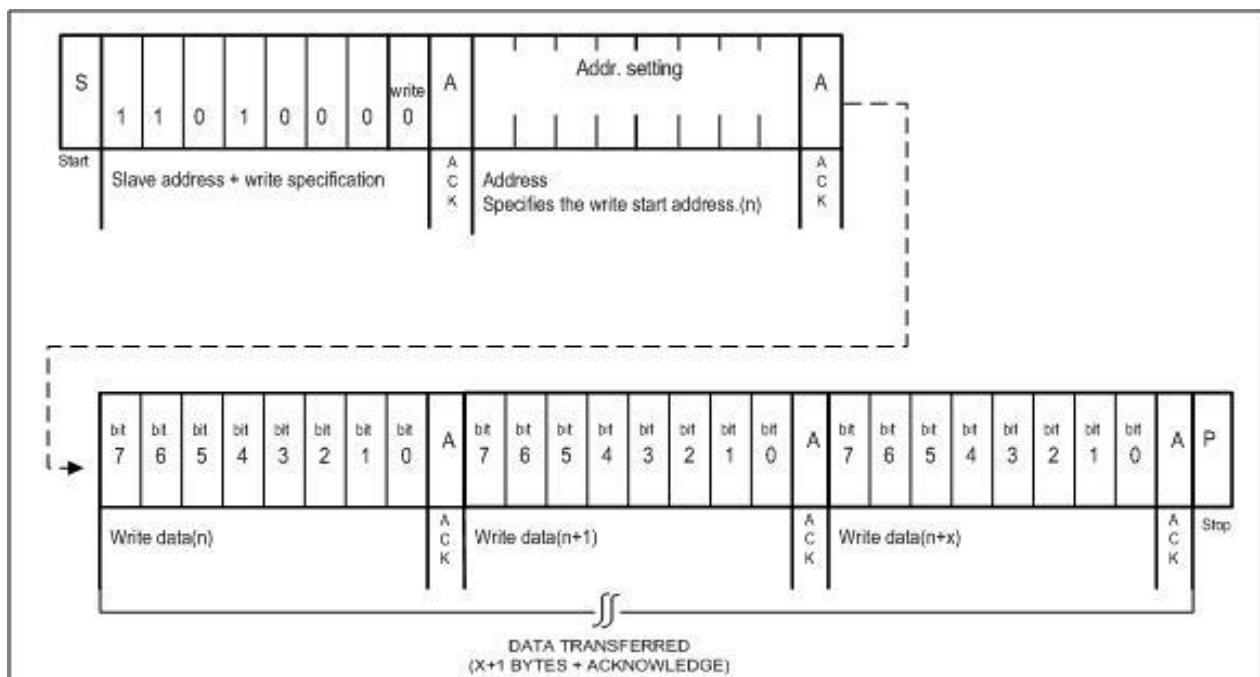 S 1 1 0 1 0 0 0 write 0 A Addr. setting A
Start
Slave address + write specification
A C K
Address
Specifies the write start address.(n)
A C K
bit 7 bit 6 bit 5 bit 4 bit 3 bit 2 bit 1 bit 0 A bit 7 bit 6 bit 5 bit 4 bit 3 bit 2 bit 1 bit 0 A bit 7 bit 6 bit 5 bit 4 bit 3 bit 2 bit 1 bit 0 A P
Write data(n)
A C K
Write data(n+1)
A C K
Write data(n+x)
A C K
Stop
DATA TRANSFERRED
(X+1 BYTES + ACKNOWLEDGE)